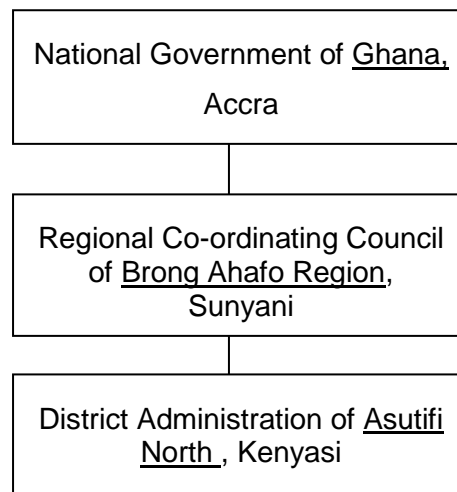 National Government of Ghana,
Accra
Regional Co-ordinating Council
of Brong Ahafo Region,
Sunyani
District Administration of Asutifi
North , Kenyasi